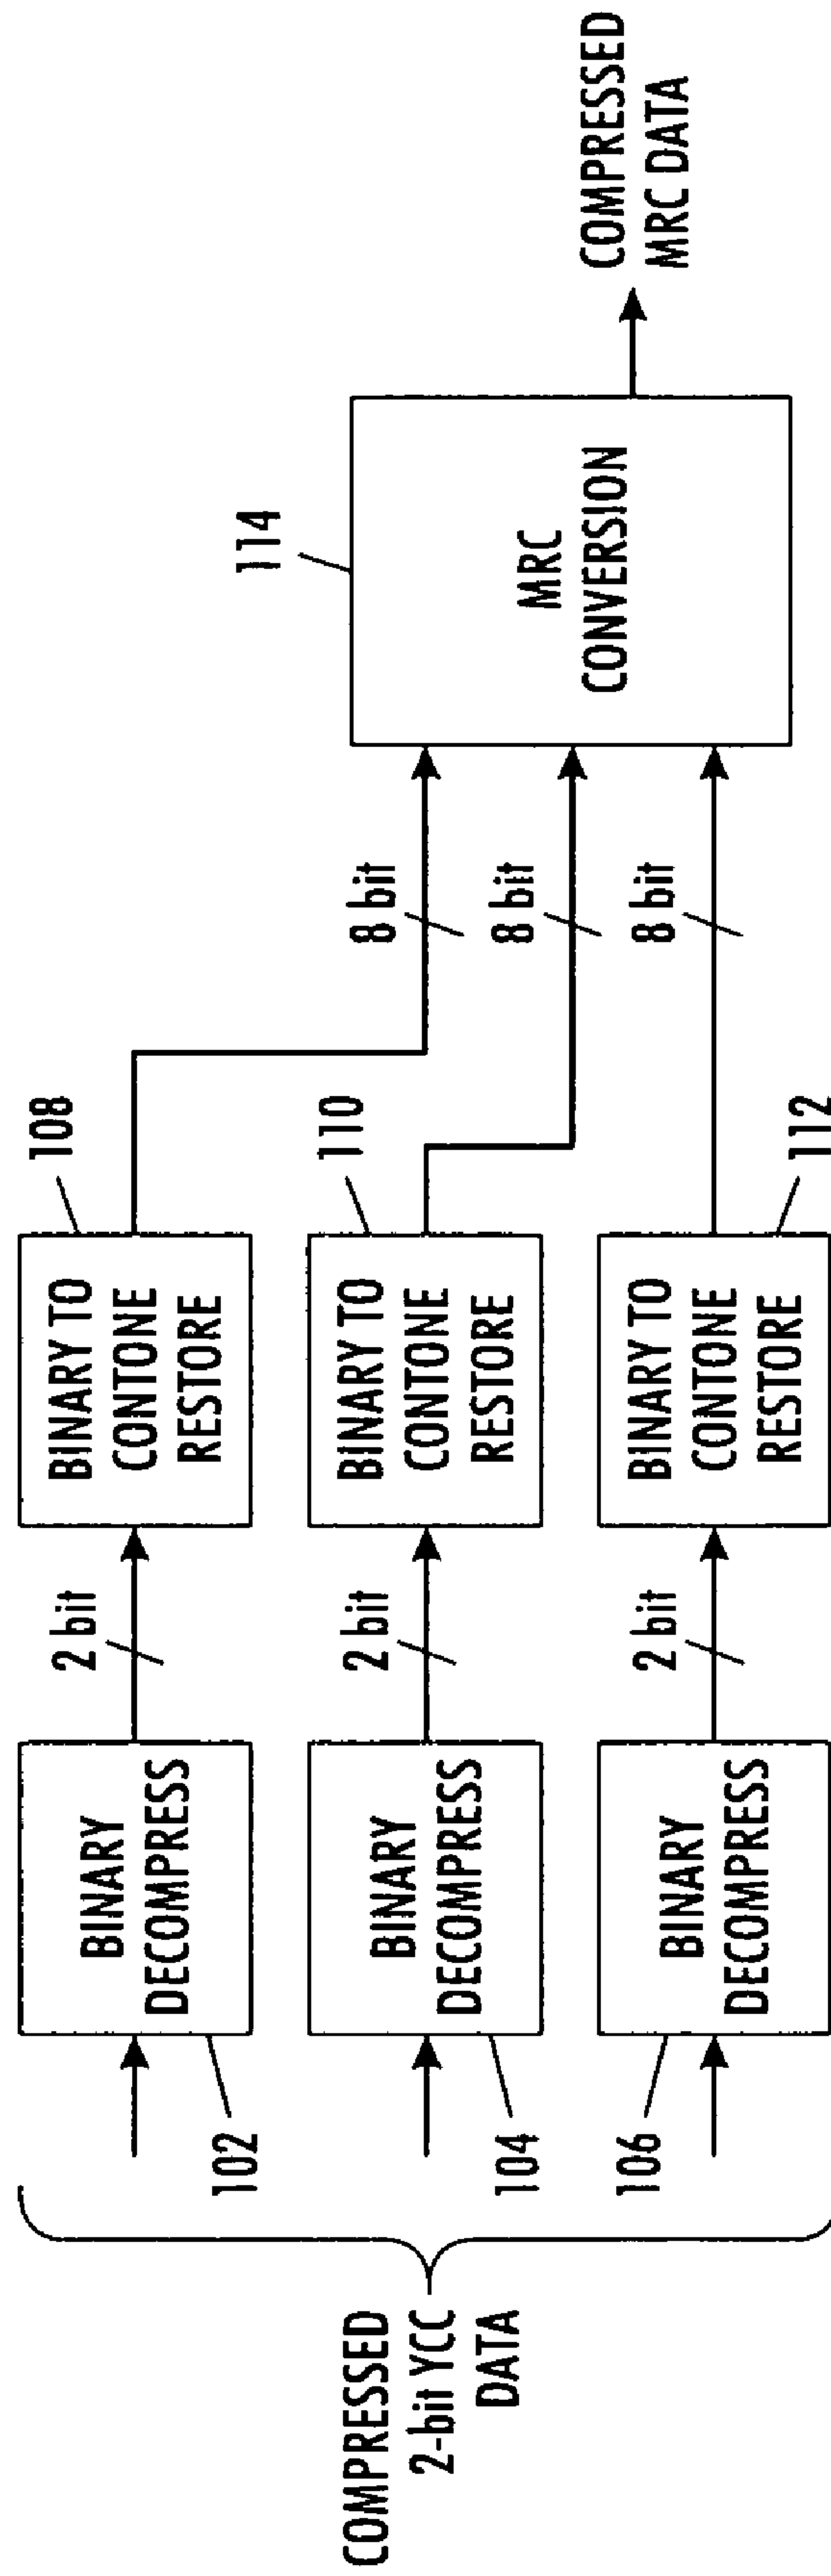 COMPRESSED
2-bit YCC
DATA
102
BINARY
DECOMPRESS
2 bit
BINARY TO
CONTONE
RESTORE
108
104
BINARY
DECOMPRESS
2 bit
BINARY TO
CONTONE
RESTORE
110
106
BINARY
DECOMPRESS
2 bit
BINARY TO
CONTONE
RESTORE
112
8 bit
8 bit
8 bit
114
MRC
CONVERSION
COMPRESSED
MRC DATA